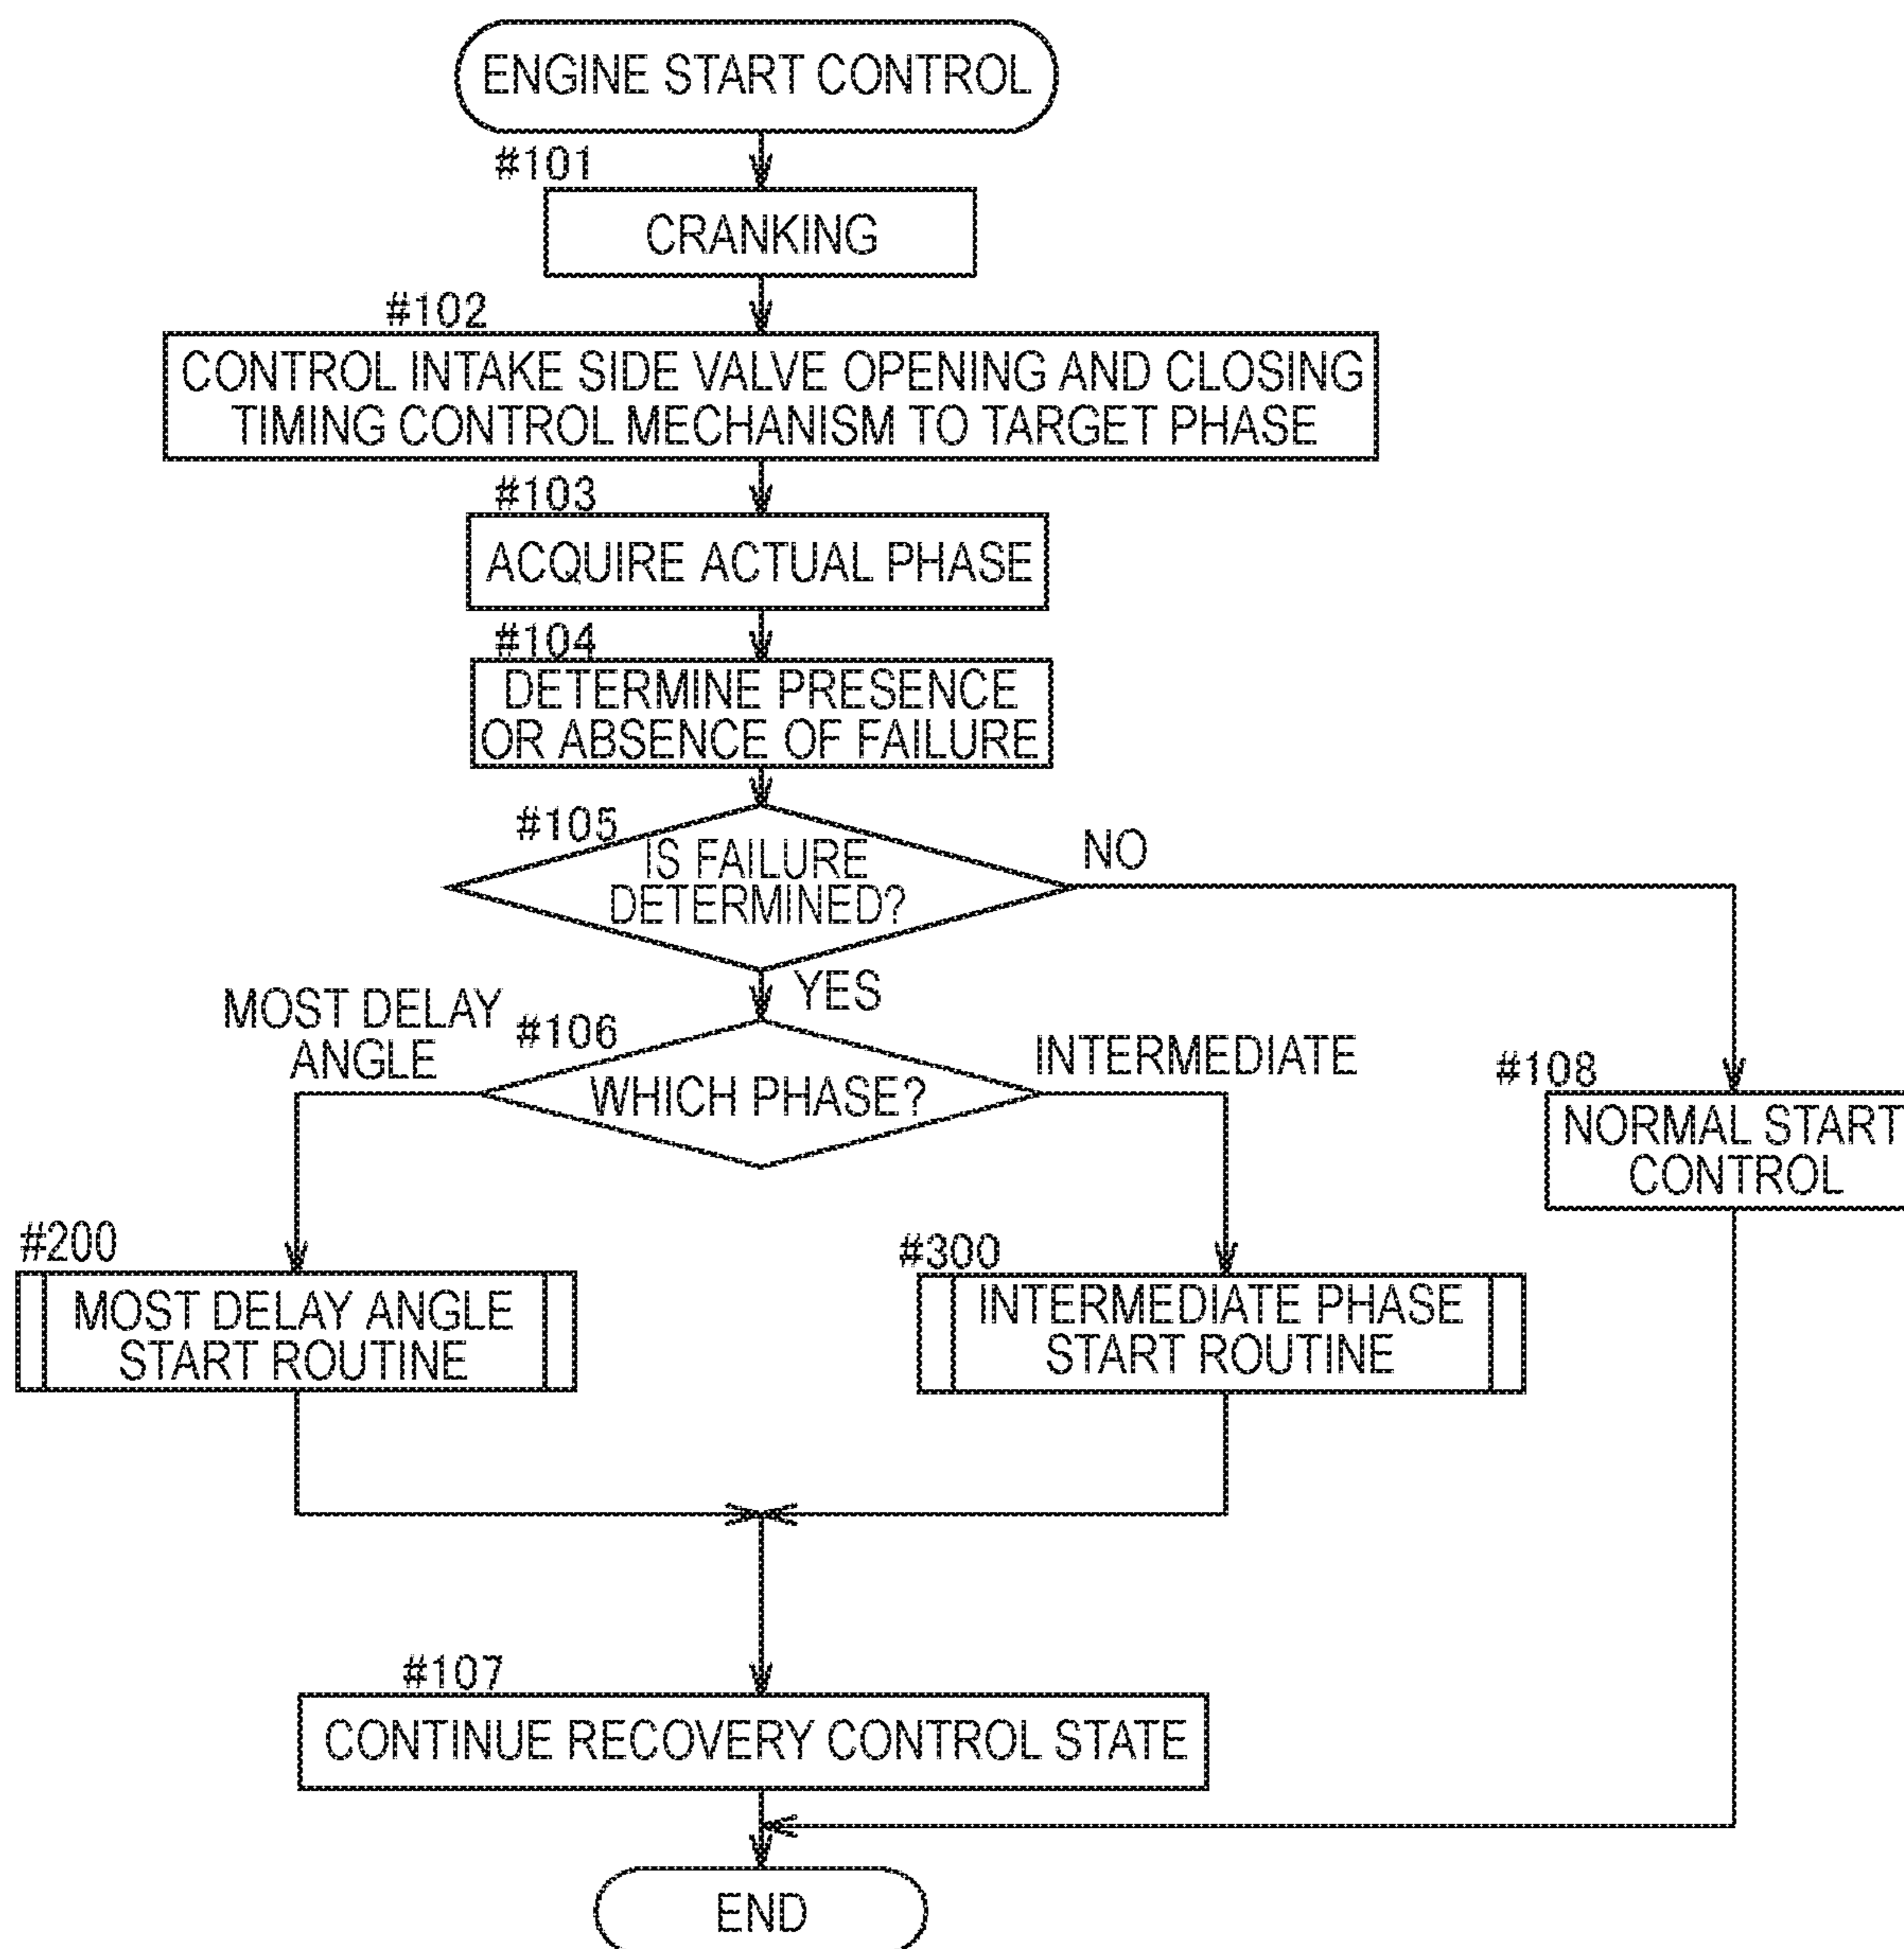 ENGINE START CONTROL
#101
CRANKING
#102
CONTROL INTAKE SIDE VALVE OPENING AND CLOSING
TIMING CONTROL MECHANISM TO TARGET PHASE
#103
ACQUIRE ACTUAL PHASE
#104
DETERMINE PRESENCE
OR ABSENCE OF FAILURE
#105
IS FAILURE
DETERMINED?
NO
YES
MOST DELAY
ANGLE
#106
WHICH PHASE?
INTERMEDIATE
#108
NORMAL START
CONTROL
#200
MOST DELAY ANGLE
START ROUTINE
#300
INTERMEDIATE PHASE
START ROUTINE
#107
CONTINUE RECOVERY CONTROL STATE
END